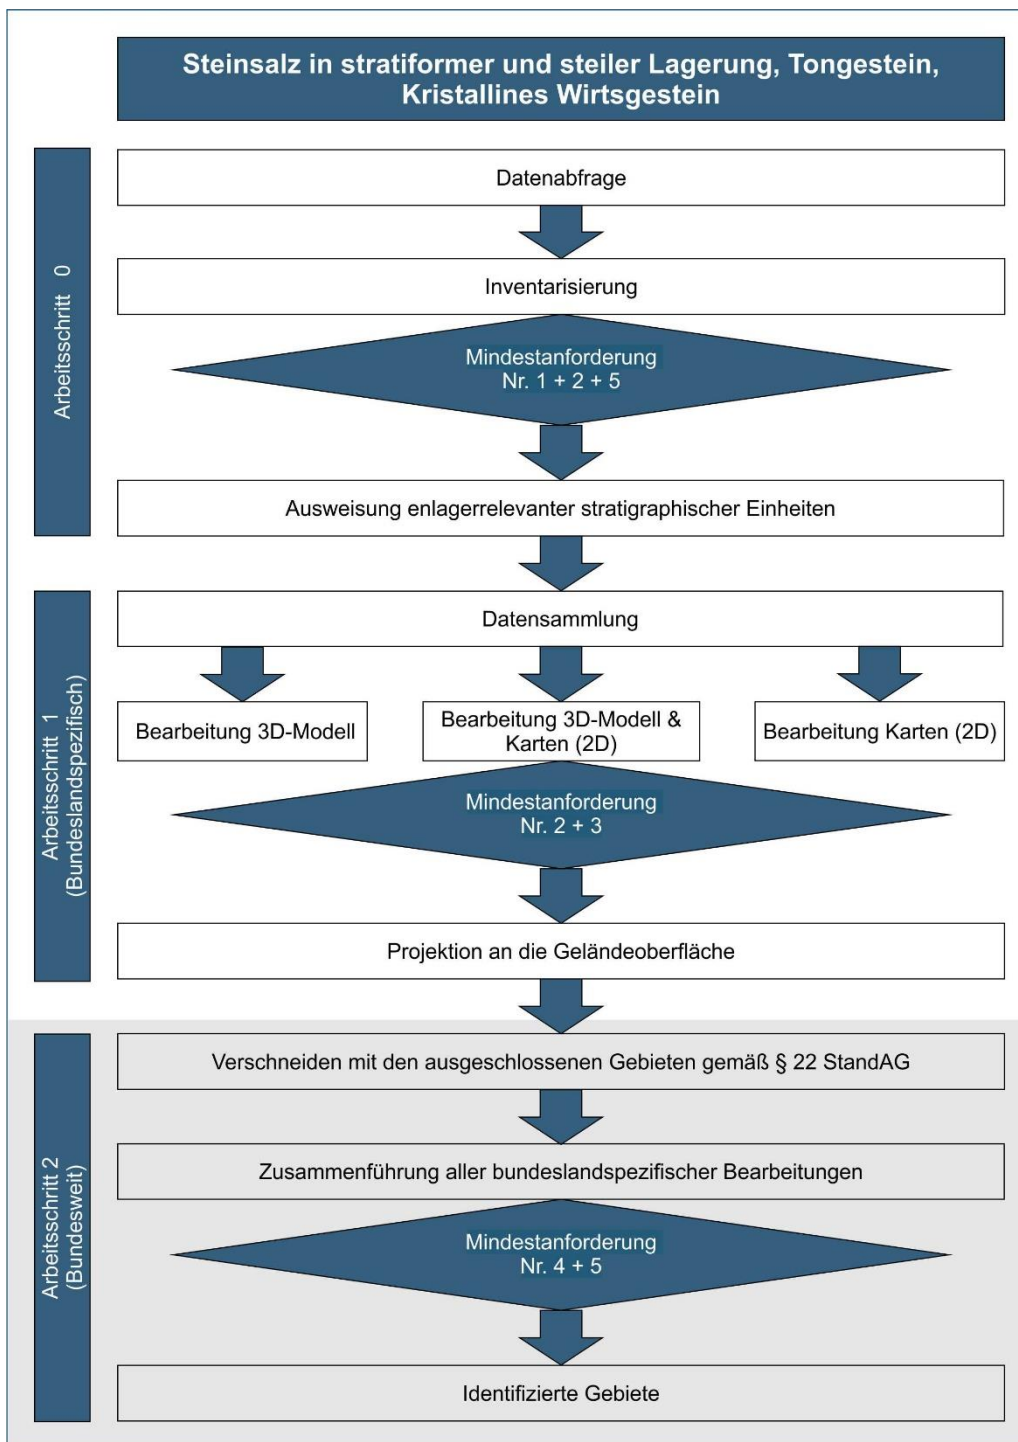 Steinsalz in stratiformer und steiler Lagerung, Tongestein,
Kristallines Wirtsgestein
Arbeitsschritt 0
Datenabfrage
Inventarisierung
Mindestanforderung
Nr. 1 + 2 + 5
Ausweisung enlagerrelevanter stratigraphischer Einheiten
Arbeitsschritt 1
(Bundeslandspezifisch)
Datensammlung
Bearbeitung 3D-Modell
Bearbeitung 3D-Modell &
Karten (2D)
Bearbeitung Karten (2D)
Mindestanforderung
Nr. 2 + 3
Projektion an die Geländeoberfläche
Arbeitsschritt 2
(Bundesweit)
Verschneiden mit den ausgeschlossenen Gebieten gemäß § 22 StandAG
Zusammenführung aller bundeslandspezifischer Bearbeitungen
Mindestanforderung
Nr. 4 + 5
Identifizierte Gebiete